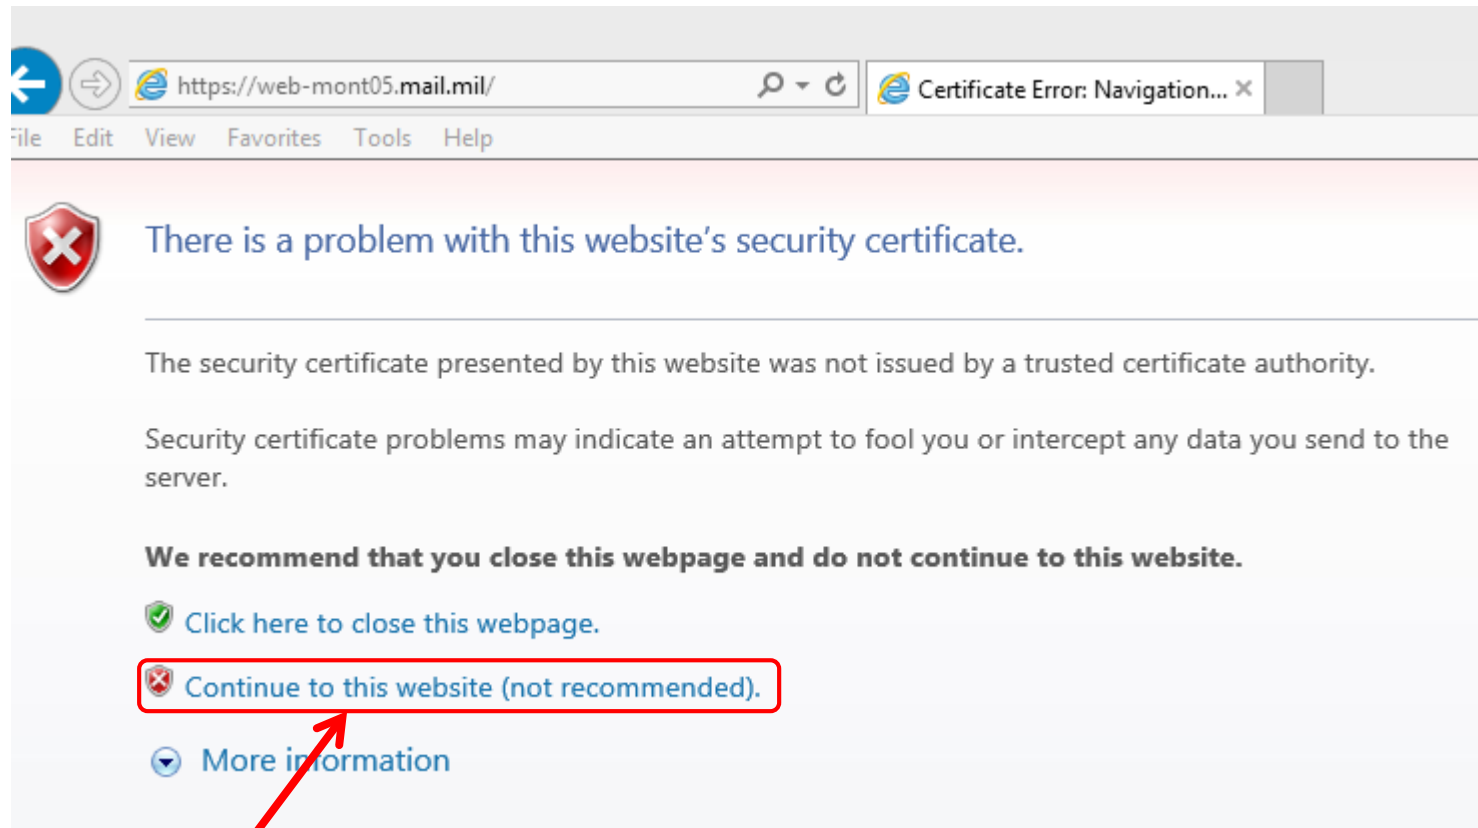 https://web-mont05.mail.mil/
Certificate Error: Navigation...
File Edit View Favorites Tools Help
There is a problem with this website's security certificate.
The security certificate presented by this website was not issued by a trusted certificate authority.
Security certificate problems may indicate an attempt to fool you or intercept any data you send to the
server.
We recommend that you close this webpage and do not continue to this website.
Click here to close this webpage.
Continue to this website (not recommended).
More information